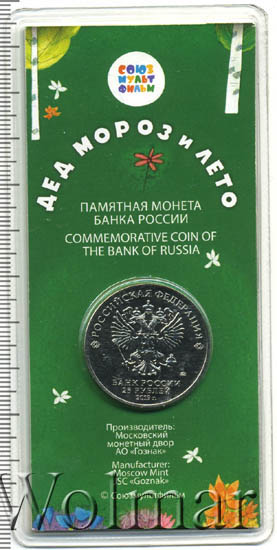 СОЮЗ
МУЛЬТ
ФИЛЬМ
ДЕД МОРОЗ И ЛЕТО
ПАМЯТНАЯ МОНЕТА
БАНКА РОССИИ
COMMEMORATIVE COIN OF
THE BANK OF RUSSIA
РОССИЙСКАЯ ФЕДЕРАЦИЯ
БАНК РОССИИ
25 РУБЛЕЙ
2019 г.
Производитель:
Московский
монетный двор
АО «Гознак»
Manufacturer:
Moscow Mint
JSC «Goznak»
© Союзмультфильм
Wolmar